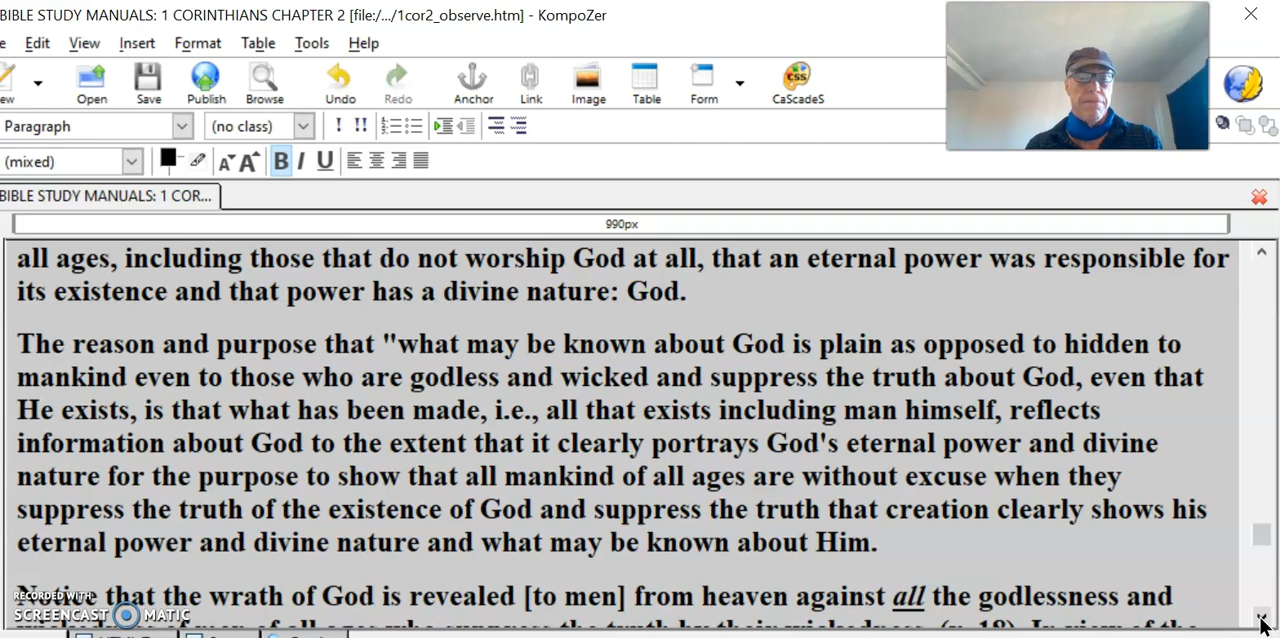 BIBLE STUDY MANUALS: 1 CORINTHIANS CHAPTER 2 [file:/.../1cor2_observe.htm] - KompoZer
e Edit View Insert Format Table Tools Help
ew Open Save Publish Browse Undo Redo Anchor Link Image Table Form CaScadeS
Paragraph (no class) ! !!
(mixed) A A B I U
BIBLE STUDY MANUALS: 1 COR...
990px
all ages, including those that do not worship God at all, that an eternal power was responsible for
its existence and that power has a divine nature: God.
The reason and purpose that "what may be known about God is plain as opposed to hidden to
mankind even to those who are godless and wicked and suppress the truth about God, even that
He exists, is that what has been made, i.e., all that exists including man himself, reflects
information about God to the extent that it clearly portrays God's eternal power and divine
nature for the purpose to show that all mankind of all ages are without excuse when they
suppress the truth of the existence of God and suppress the truth that creation clearly shows his
eternal power and divine nature and what may be known about Him.
Notice that the wrath of God is revealed [to men] from heaven against all the godlessness and
RECORDED WITH
SCREENCAST MATIC